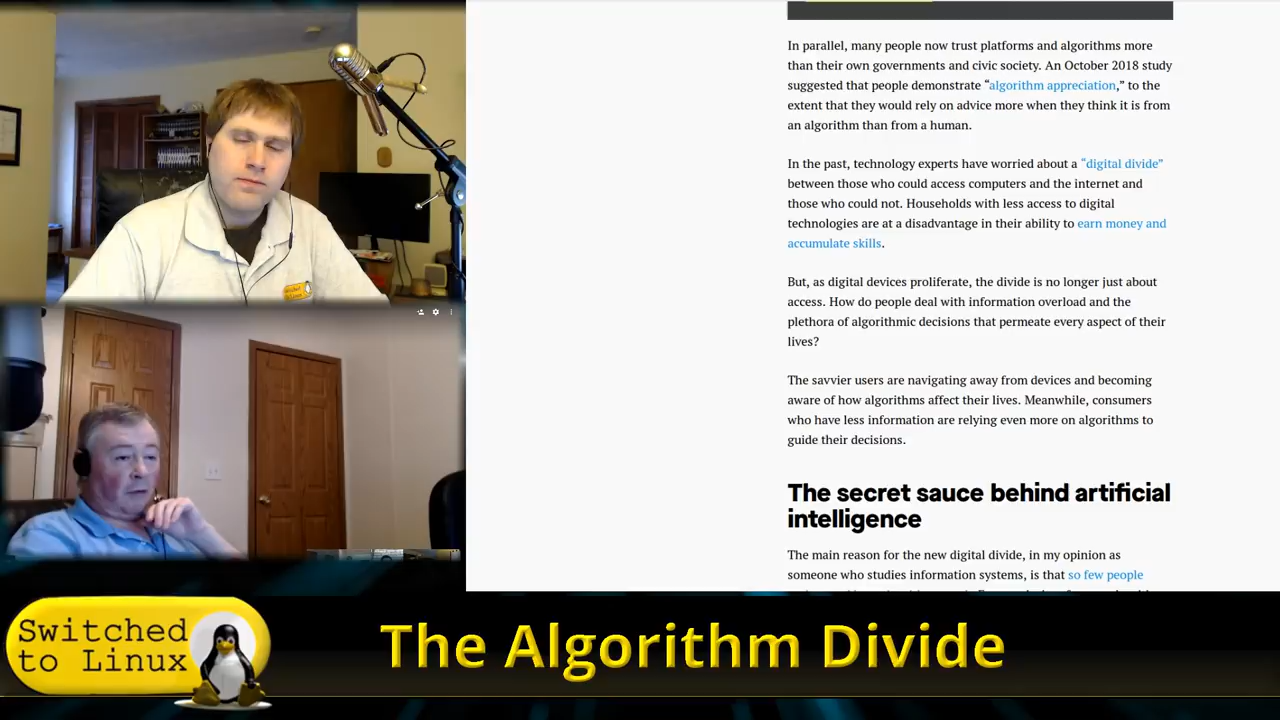 In parallel, many people now trust platforms and algorithms more
than their own governments and civic society. An October 2018 study
suggested that people demonstrate “algorithm appreciation,” to the
extent that they would rely on advice more when they think it is from
an algorithm than from a human.
In the past, technology experts have worried about a “digital divide”
between those who could access computers and the internet and
those who could not. Households with less access to digital
technologies are at a disadvantage in their ability to earn money and
accumulate skills.
But, as digital devices proliferate, the divide is no longer just about
access. How do people deal with information overload and the
plethora of algorithmic decisions that permeate every aspect of their
lives?
The savvier users are navigating away from devices and becoming
aware of how algorithms affect their lives. Meanwhile, consumers
who have less information are relying even more on algorithms to
guide their decisions.
The secret sauce behind artificial
intelligence
The main reason for the new digital divide, in my opinion as
someone who studies information systems, is that so few people
Switched
to Linux
The Algorithm Divide